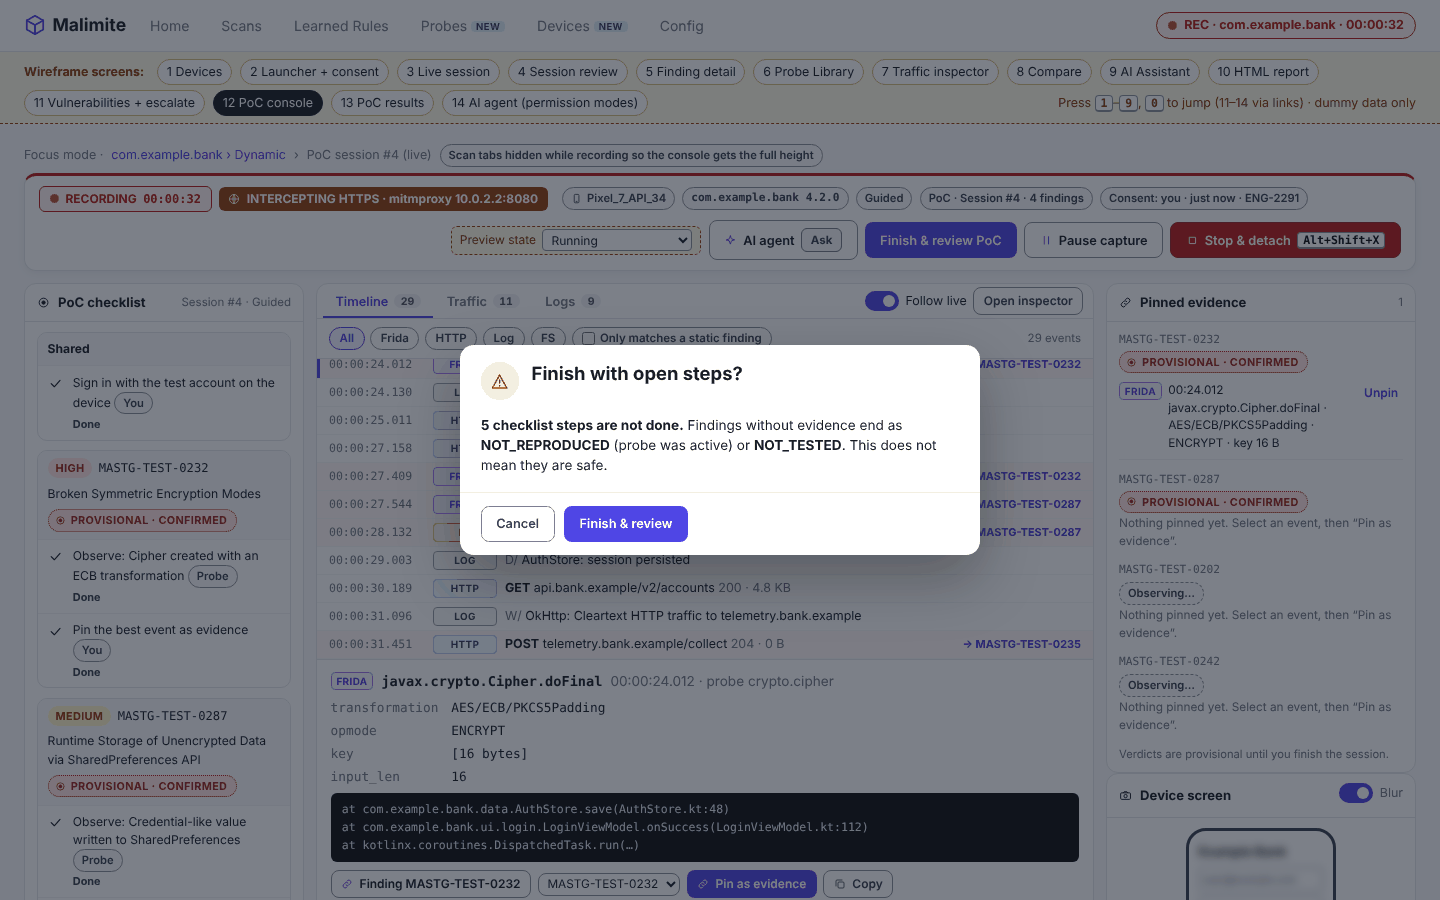 Malimite
Home
Scans
Learned Rules
Probes NEW
Devices NEW
Config
REC · com.example.bank · 00:00:32
Wireframe screens:
1 Devices
2 Launcher + consent
3 Live session
4 Session review
5 Finding detail
6 Probe Library
7 Traffic inspector
8 Compare
9 AI Assistant
10 HTML report
11 Vulnerabilities + escalate
12 PoC console
13 PoC results
14 AI agent (permission modes)
Press 1–9, 0 to jump (11–14 via links) · dummy data only
Focus mode · com.example.bank › Dynamic › PoC session #4 (live)
Scan tabs hidden while recording so the console gets the full height
RECORDING 00:00:32
INTERCEPTING HTTPS · mitmproxy 10.0.2.2:8080
Pixel_7_API_34
com.example.bank 4.2.0
Guided
PoC · Session #4 · 4 findings
Consent: you · just now · ENG-2291
Preview state Running
AI agent Ask
Finish & review PoC
Pause capture
Stop & detach Alt+Shift+X
PoC checklist
Session #4 · Guided
Shared
Sign in with the test account on the
device You
Done
HIGH MASTG-TEST-0232
Broken Symmetric Encryption Modes
PROVISIONAL · CONFIRMED
Observe: Cipher created with an
ECB transformation Probe
Done
Pin the best event as evidence
You
Done
MEDIUM MASTG-TEST-0287
Runtime Storage of Unencrypted Data
via SharedPreferences API
PROVISIONAL · CONFIRMED
Observe: Credential-like value
written to SharedPreferences
Probe
Done
Timeline 29
Traffic 11
Logs 9
Follow live
Open inspector
All
Frida
HTTP
Log
FS
Only matches a static finding
29 events
00:00:24.012 MASTG-TEST-0232
00:00:24.130
00:00:25.011
00:00:27.158
00:00:27.409 MASTG-TEST-0232
00:00:27.544 MASTG-TEST-0287
00:00:28.132 MASTG-TEST-0287
00:00:29.003 LOG D/ AuthStore: session persisted
00:00:30.189 HTTP GET api.bank.example/v2/accounts 200 · 4.8 KB
00:00:31.096 LOG W/ OkHttp: Cleartext HTTP traffic to telemetry.bank.example
00:00:31.451 HTTP POST telemetry.bank.example/collect 204 · 0 B → MASTG-TEST-0235
Finish with open steps?
5 checklist steps are not done. Findings without evidence end as
NOT_REPRODUCED (probe was active) or NOT_TESTED. This does not
mean they are safe.
Cancel
Finish & review
FRIDA javax.crypto.Cipher.doFinal 00:00:24.012 · probe crypto.cipher
transformation AES/ECB/PKCS5Padding
opmode ENCRYPT
key [16 bytes]
input_len 16
at com.example.bank.data.AuthStore.save(AuthStore.kt:48)
at com.example.bank.ui.login.LoginViewModel.onSuccess(LoginViewModel.kt:112)
at kotlinx.coroutines.DispatchedTask.run(…)
Finding MASTG-TEST-0232
MASTG-TEST-0232
Pin as evidence
Copy
Pinned evidence 1
MASTG-TEST-0232
PROVISIONAL · CONFIRMED
FRIDA 00:00:24.012 Unpin
javax.crypto.Cipher.doFinal ·
AES/ECB/PKCS5Padding ·
ENCRYPT · key 16 B
MASTG-TEST-0287
PROVISIONAL · CONFIRMED
Nothing pinned yet. Select an event, then “Pin as
evidence”.
MASTG-TEST-0202
Observing…
Nothing pinned yet. Select an event, then “Pin as
evidence”.
MASTG-TEST-0242
Observing…
Nothing pinned yet. Select an event, then “Pin as
evidence”.
Verdicts are provisional until you finish the session.
Device screen
Blur